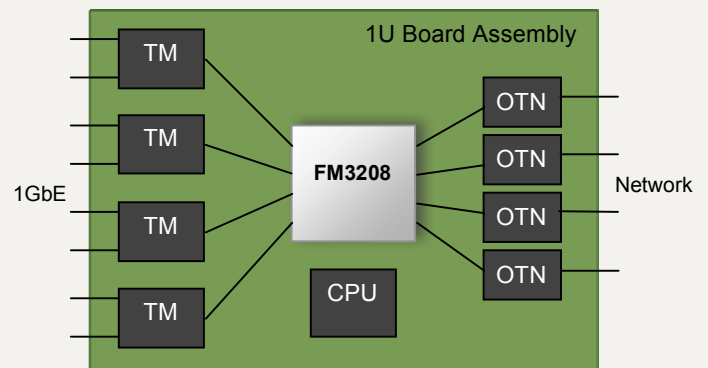 1U Board Assembly
TM
TM
TM
TM
1GbE
FM3208
CPU
OTN
OTN
OTN
OTN
Network